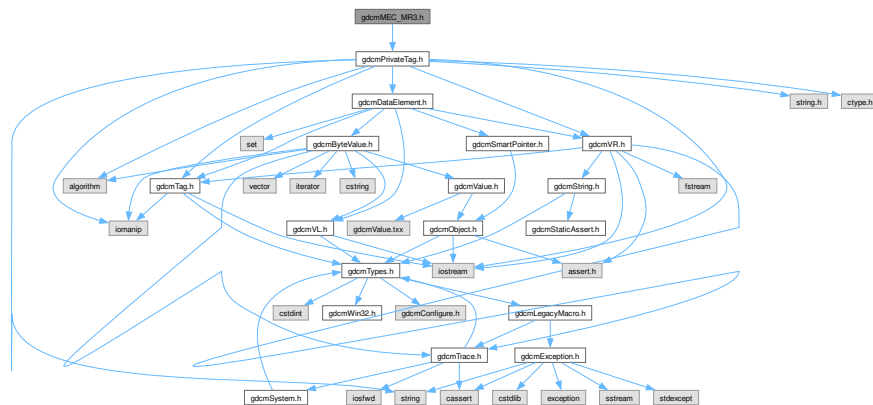 gdcmMEC_MR3.h
gdcmPrivateTag.h
gdcmDataElement.h
string.h
ctype.h
set
gdcmByteValue.h
gdcmSmartPointer.h
gdcmVR.h
algorithm
gdcmTag.h
vector
iterator
cstring
gdcmValue.h
gdcmString.h
fstream
iomanip
gdcmVL.h
gdcmValue.txx
gdcmObject.h
gdcmStaticAssert.h
gdcmTypes.h
iostream
assert.h
cstdint
gdcmWin32.h
gdcmConfigure.h
gdcmLegacyMacro.h
gdcmTrace.h
gdcmException.h
gdcmSystem.h
iosfwd
string
cassert
cstdlib
exception
sstream
stdexcept